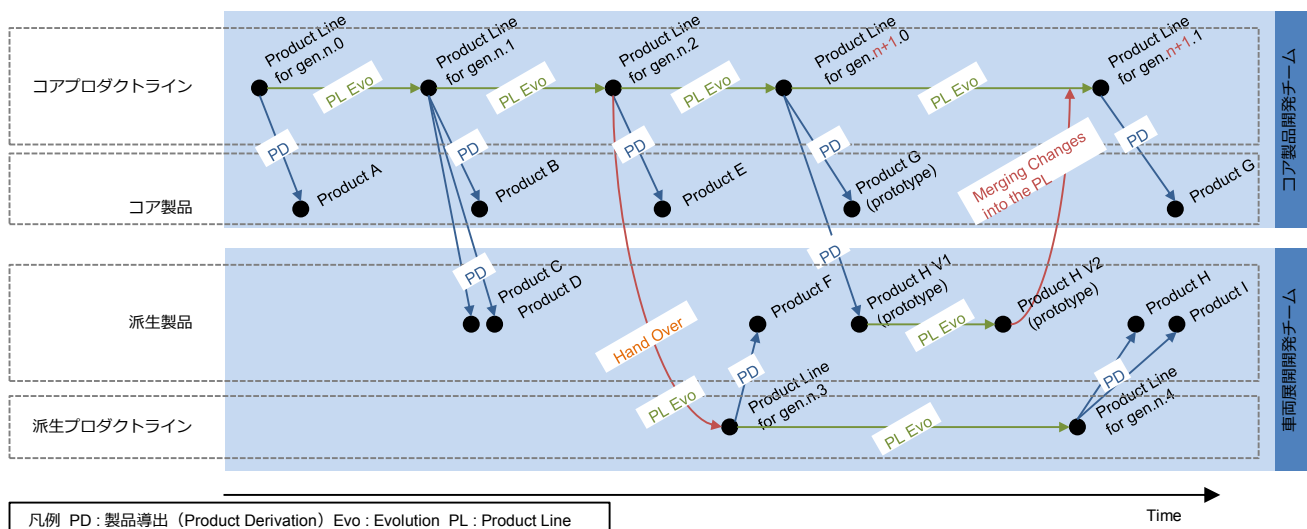 Product Line
for gen.n.0
Product Line
for gen.n.1
Product Line
for gen.n.2
Product Line
for gen.n+1.0
Product Line
for gen.n+1.1
コアプロダクトライン
PL Evo
PL Evo
PL Evo
PL Evo
PD
PD
PD
PD
PD
コア製品
Product A
Product B
Product E
Product G
(prototype)
Merging Changes
into the PL
Product G
コア製品開発チーム
PD
PD
派生製品
Product C
Product D
Product F
Product H V1
(prototype)
PL Evo
Product H V2
(prototype)
Product H
Product I
Hand Over
PL Evo
PD
PD
派生プロダクトライン
Product Line
for gen.n.3
PL Evo
Product Line
for gen.n.4
車両展開開発チーム
Time
凡例 PD : 製品導出（Product Derivation）Evo : Evolution PL : Product Line